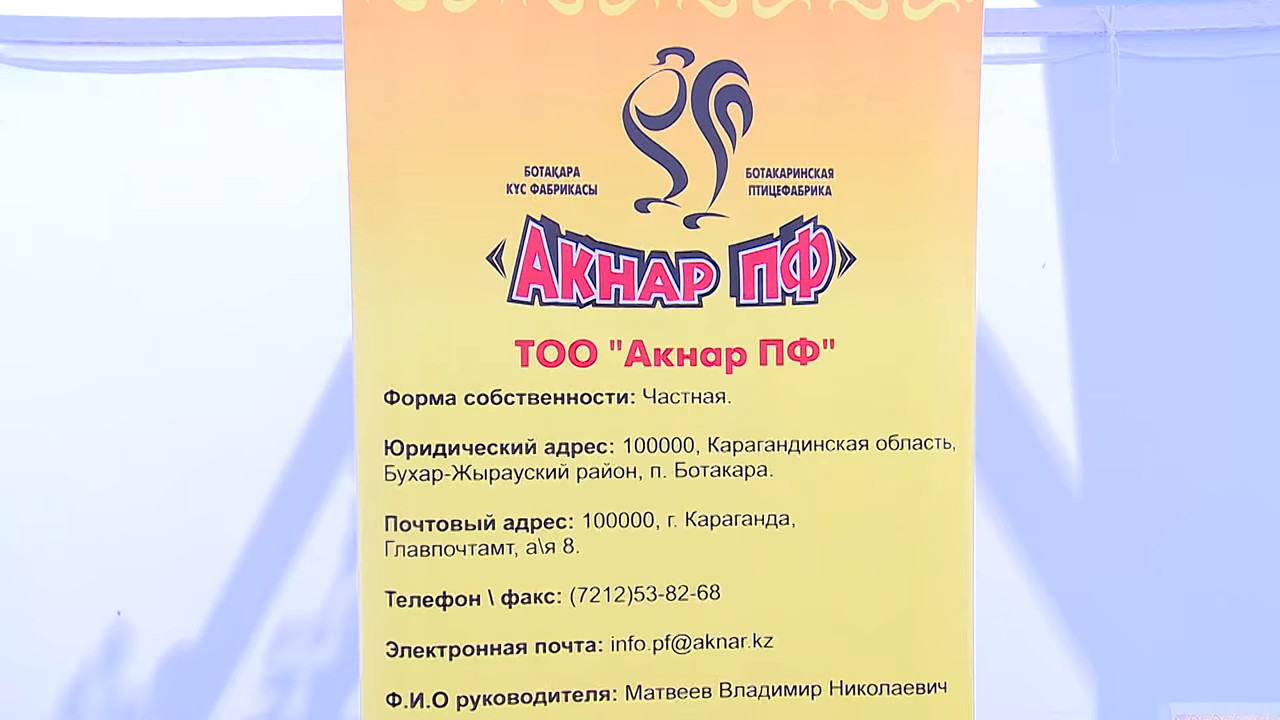 БОТАҚАРА
ҚҰС ФАБРИКАСЫ
БОТАКАРИНСКАЯ
ПТИЦЕФАБРИКА
«АКНАР ПФ»
ТОО "Акнар ПФ"
Форма собственности: Частная.
Юридический адрес: 100000, Карагандинская область,
Бухар-Жырауский район, п. Ботакара.
Почтовый адрес: 100000, г. Караганда,
Главпочтамт, а\я 8.
Телефон \ факс: (7212)53-82-68
Электронная почта: info.pf@aknar.kz
Ф.И.О руководителя: Матвеев Владимир Николаевич